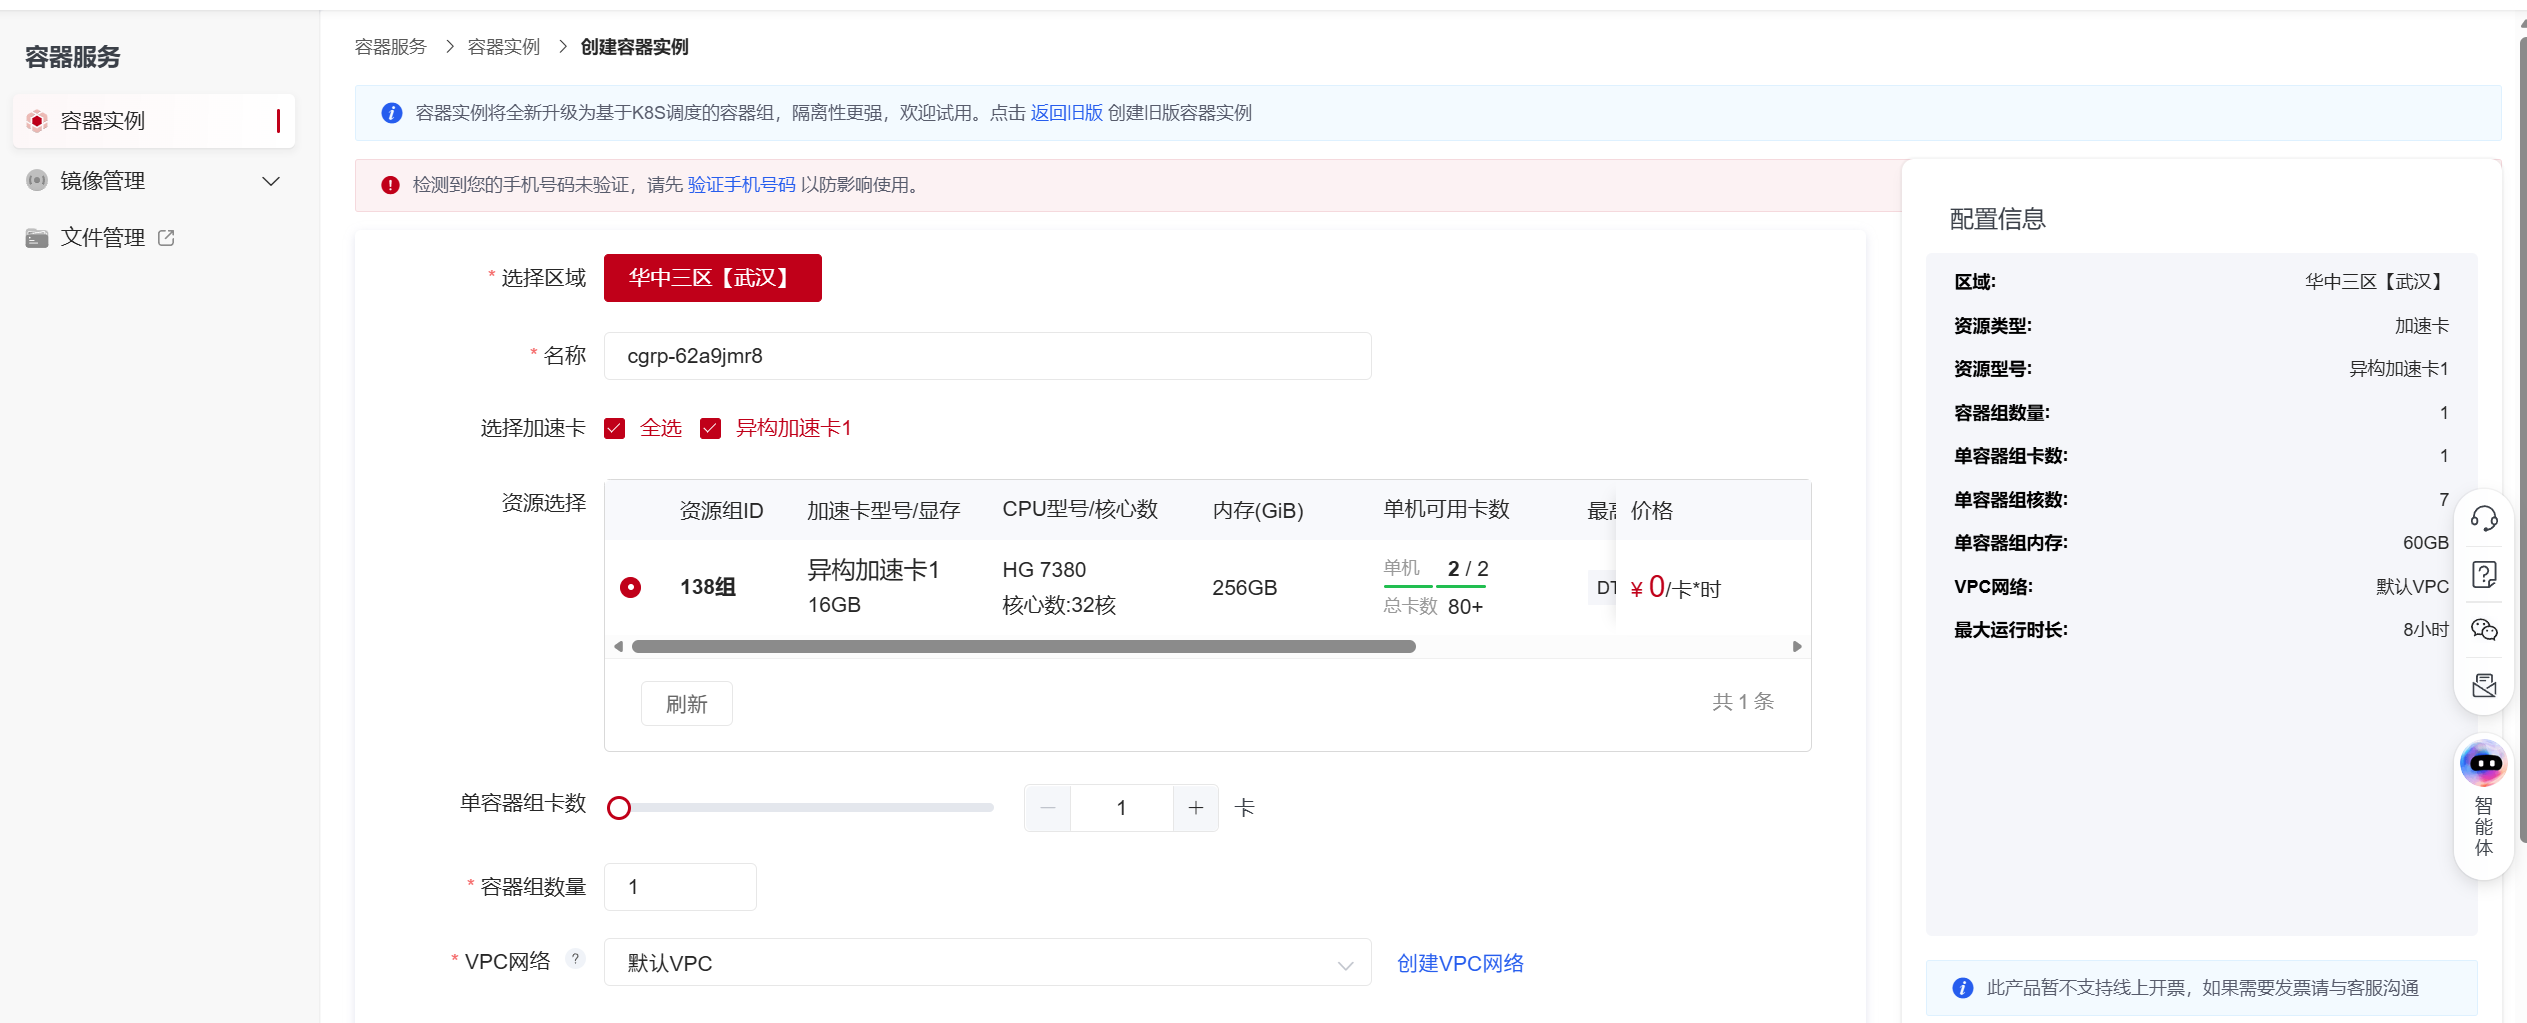 容器服务
容器实例
镜像管理
文件管理
容器服务 > 容器实例 > 创建容器实例
容器实例将全新升级为基于K8S调度的容器组，隔离性更强，欢迎试用。点击 返回旧版 创建旧版容器实例
检测到您的手机号码未验证，请先 验证手机号码 以防影响使用。
* 选择区域 华中三区【武汉】
* 名称 cgrp-62a9jmr8
选择加速卡 全选 异构加速卡1
资源选择
资源组ID 加速卡型号/显存 CPU型号/核心数 内存(GiB) 单机可用卡数 最高 价格
138组 异构加速卡1 16GB HG 7380 核心数:32核 256GB 单机 2 / 2 总卡数 80+ DT ¥ 0/卡*时
刷新 共 1 条
单容器组卡数 1 卡
* 容器组数量 1
* VPC网络 ? 默认VPC 创建VPC网络
配置信息
区域: 华中三区【武汉】
资源类型: 加速卡
资源型号: 异构加速卡1
容器组数量: 1
单容器组卡数: 1
单容器组核数: 7
单容器组内存: 60GB
VPC网络: 默认VPC
最大运行时长: 8小时
智能体
此产品暂不支持线上开票，如果需要发票请与客服沟通